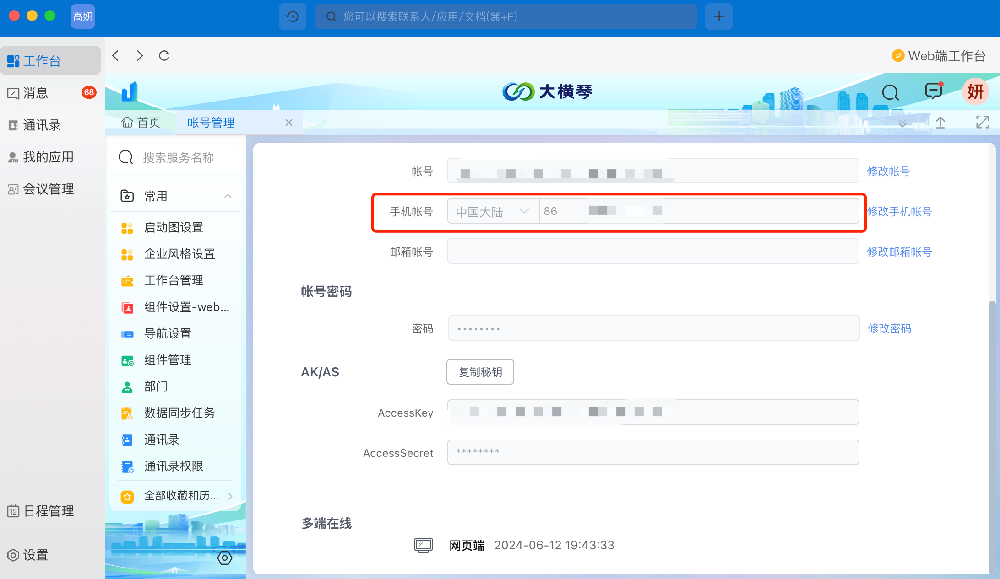 高妍
您可以搜索联系人/应用/文档(⌘+F)
工作台
消息
68
通讯录
我的应用
会议管理
12
日程管理
设置
Web端工作台
大横琴
妍
首页
帐号管理
搜索服务名称
常用
启动图设置
企业风格设置
工作台管理
组件设置-web...
导航设置
组件管理
部门
数据同步任务
通讯录
通讯录权限
全部收藏和历...
帐号
修改帐号
手机帐号
中国大陆
86
修改手机帐号
邮箱帐号
修改邮箱帐号
帐号密码
密码
••••••••
修改密码
AK/AS
复制秘钥
AccessKey
AccessSecret
********
多端在线
网页端 2024-06-12 19:43:33